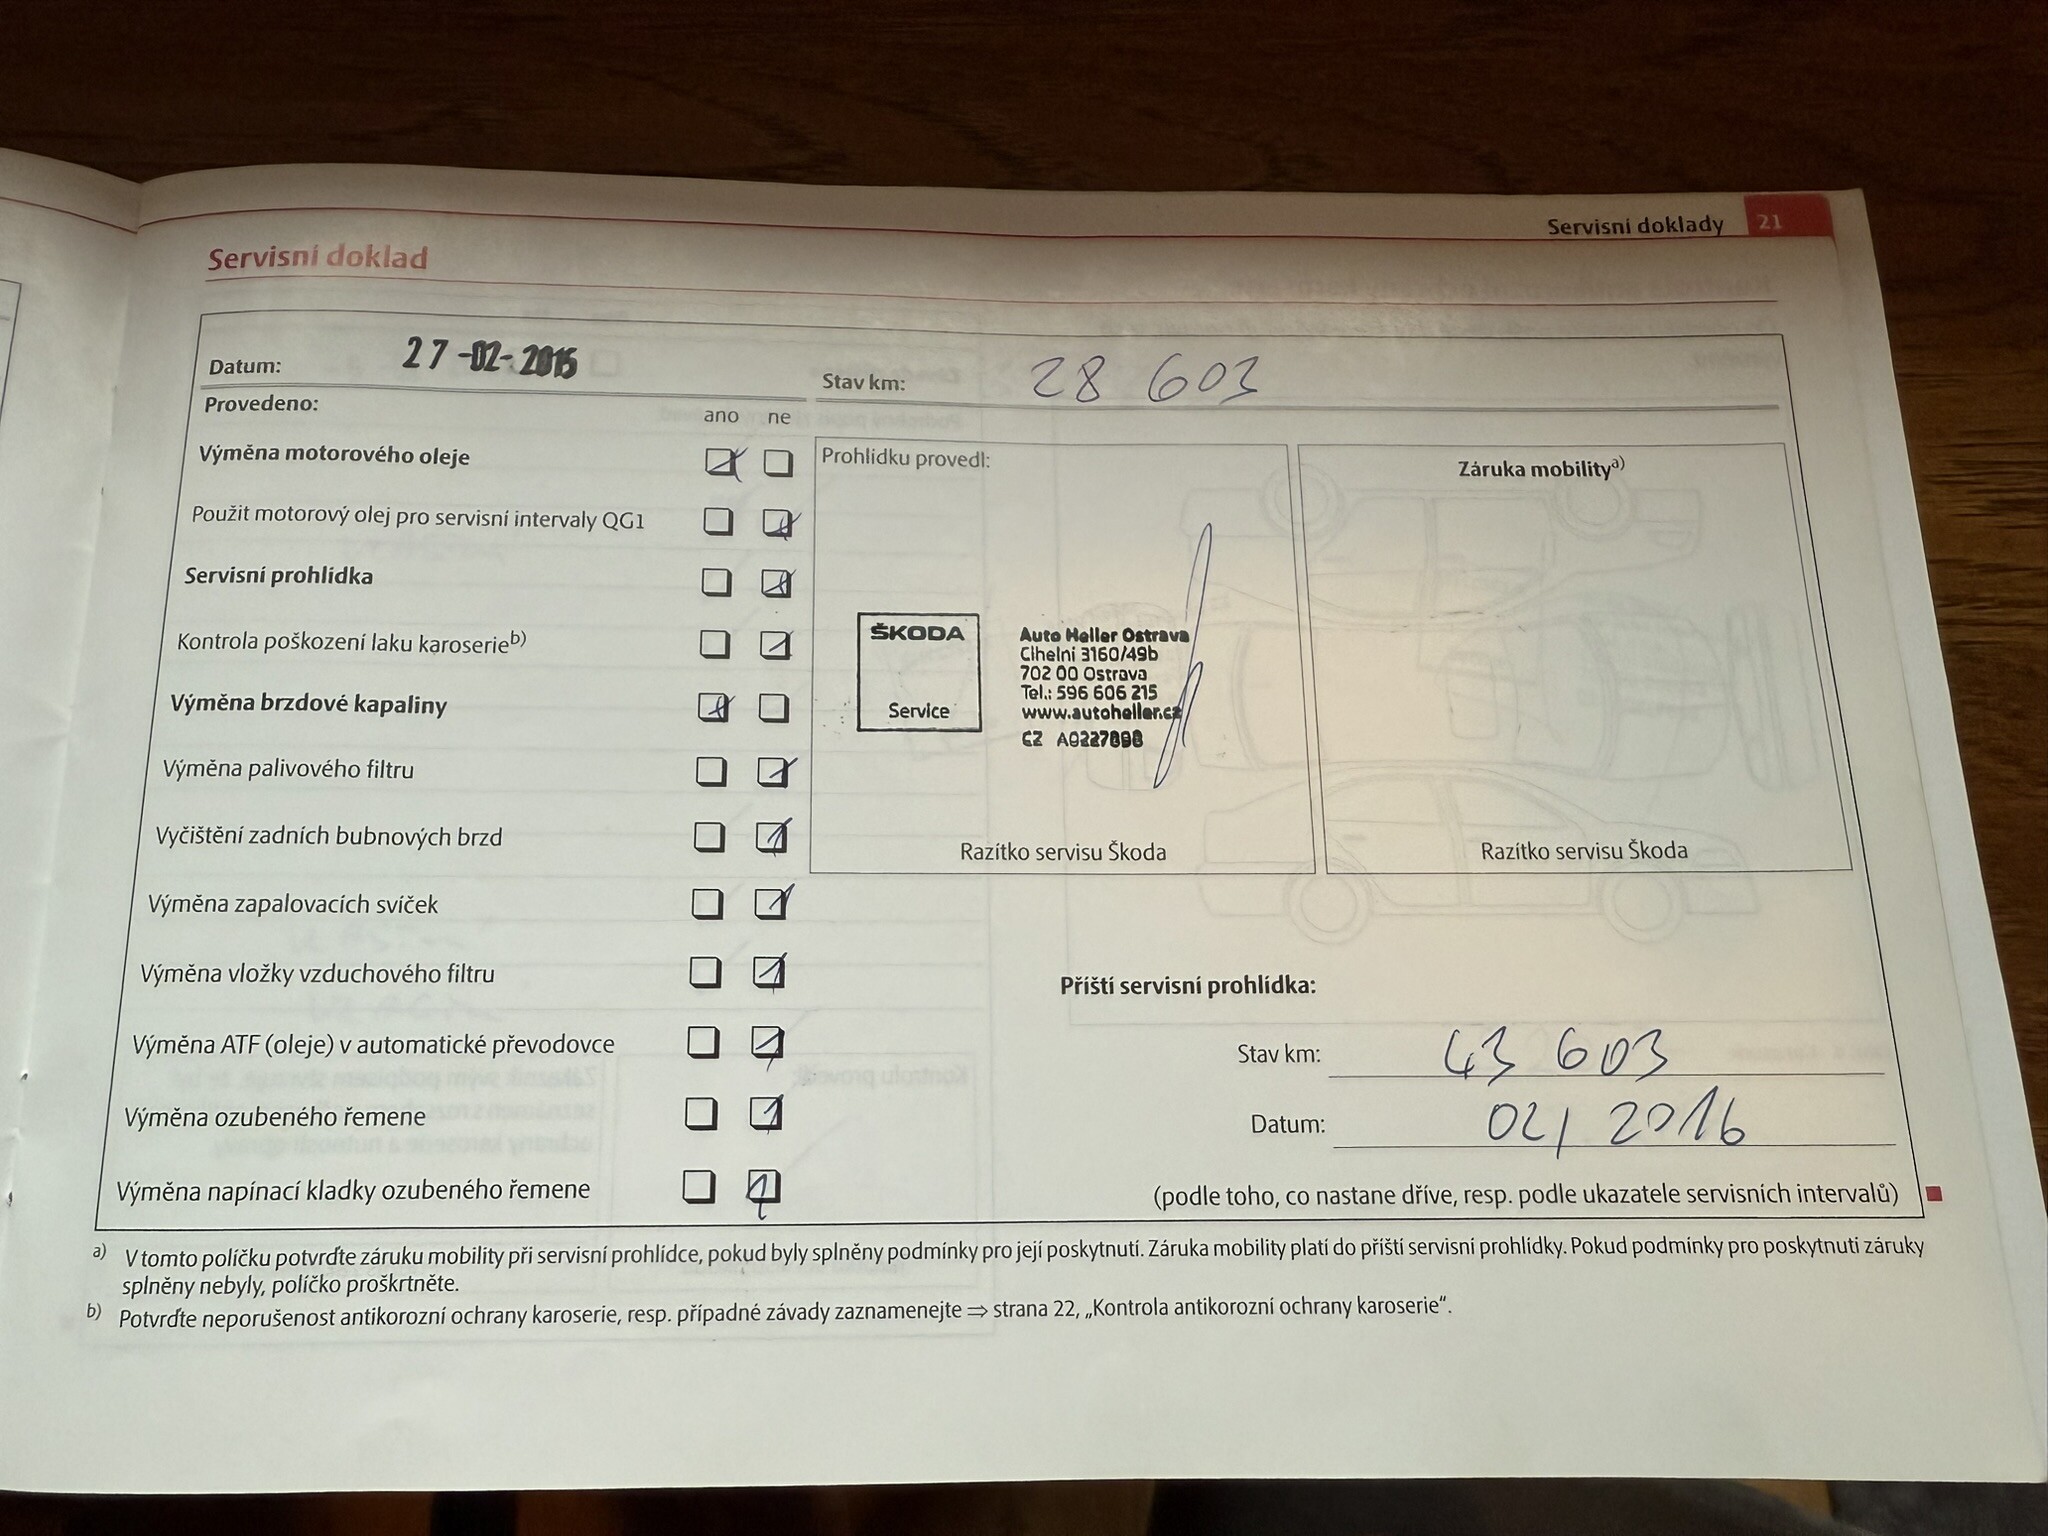 Servisní doklady 21
Servisní doklad
Datum: 27-02-2015
Stav km: 28 603
Provedeno: ano ne
Výměna motorového oleje
Použit motorový olej pro servisní intervaly QG1
Servisní prohlídka
Kontrola poškození laku karoserie b)
Výměna brzdové kapaliny
Výměna palivového filtru
Vyčištění zadních bubnových brzd
Výměna zapalovacích svíček
Výměna vložky vzduchového filtru
Výměna ATF (oleje) v automatické převodovce
Výměna ozubeného řemene
Výměna napínací kladky ozubeného řemene
Prohlídku provedl:
ŠKODA
Service
Auto Heller Ostrava
Cihelní 3160/49b
702 00 Ostrava
Tel.: 596 606 215
www.autoheller.cz
CZ
Razítko servisu Škoda
Záruka mobility a)
Razítko servisu Škoda
Příští servisní prohlídka:
Stav km: 43 603
Datum: 02/2016
(podle toho, co nastane dříve, resp. podle ukazatele servisních intervalů)
a) V tomto políčku potvrďte záruku mobility při servisní prohlídce, pokud byly splněny podmínky pro její poskytnutí. Záruka mobility platí do příští servisní prohlídky. Pokud podmínky pro poskytnutí záruky
splněny nebyly, políčko proškrtněte.
b) Potvrďte neporušenost antikorozní ochrany karoserie, resp. případné závady zaznamenejte ⇒ strana 22, „Kontrola antikorozní ochrany karoserie“.